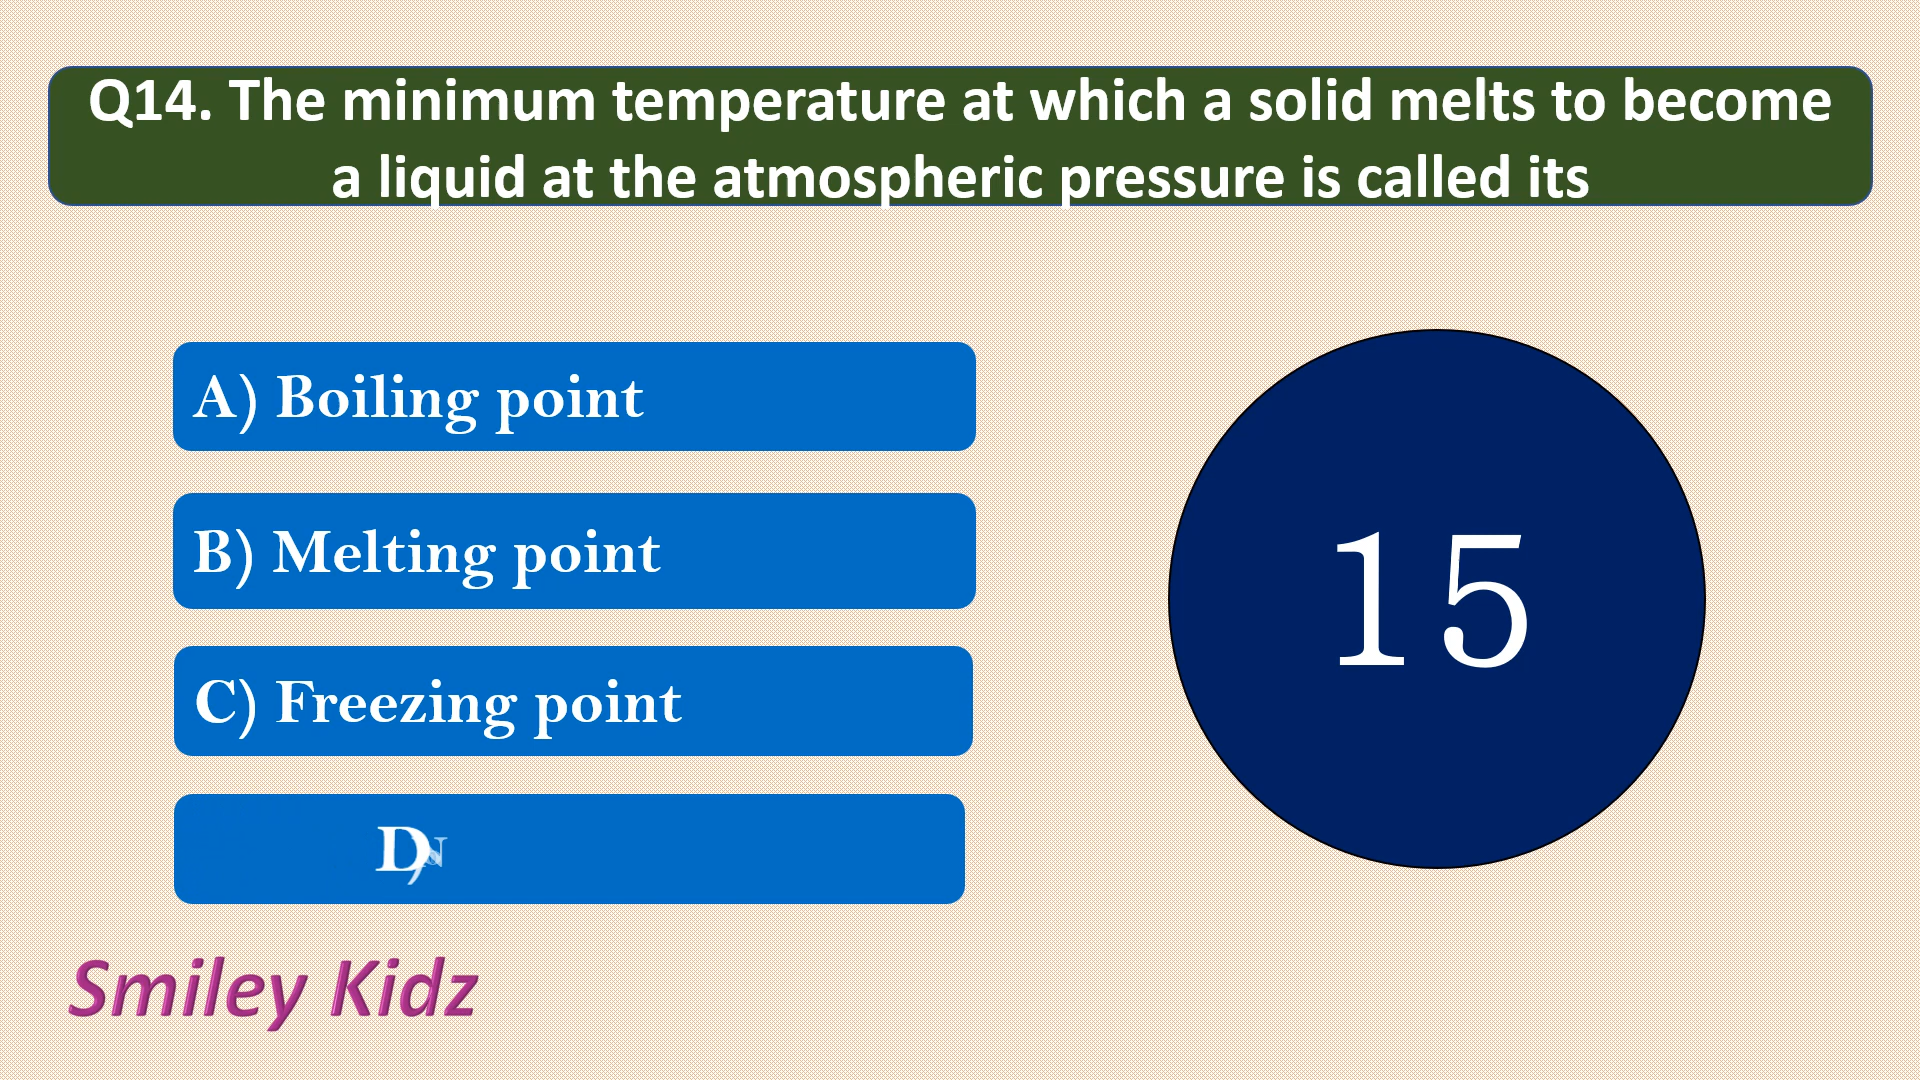 Q14. The minimum temperature at which a solid melts to become
a liquid at the atmospheric pressure is called its
A) Boiling point
B) Melting point
C) Freezing point
D)
15
Smiley Kidz